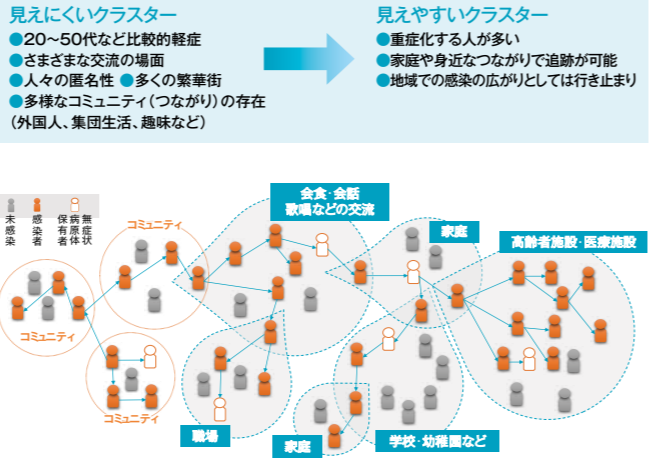 見えにくいクラスター
●20〜50代など比較的軽症
●さまざまな交流の場面
●人々の匿名性 ●多くの繁華街
●多様なコミュニティ(つながり)の存在
(外国人、集団生活、趣味など)
見えやすいクラスター
●重症化する人が多い
●家庭や身近なつながりで追跡が可能
●地域での感染の広がりとしては行き止まり
未感染
感染者
無症状
病原体
保有者
コミュニティ
コミュニティ
コミュニティ
会食・会話
歌唱などの交流
家庭
高齢者施設・医療施設
職場
家庭
学校・幼稚園など